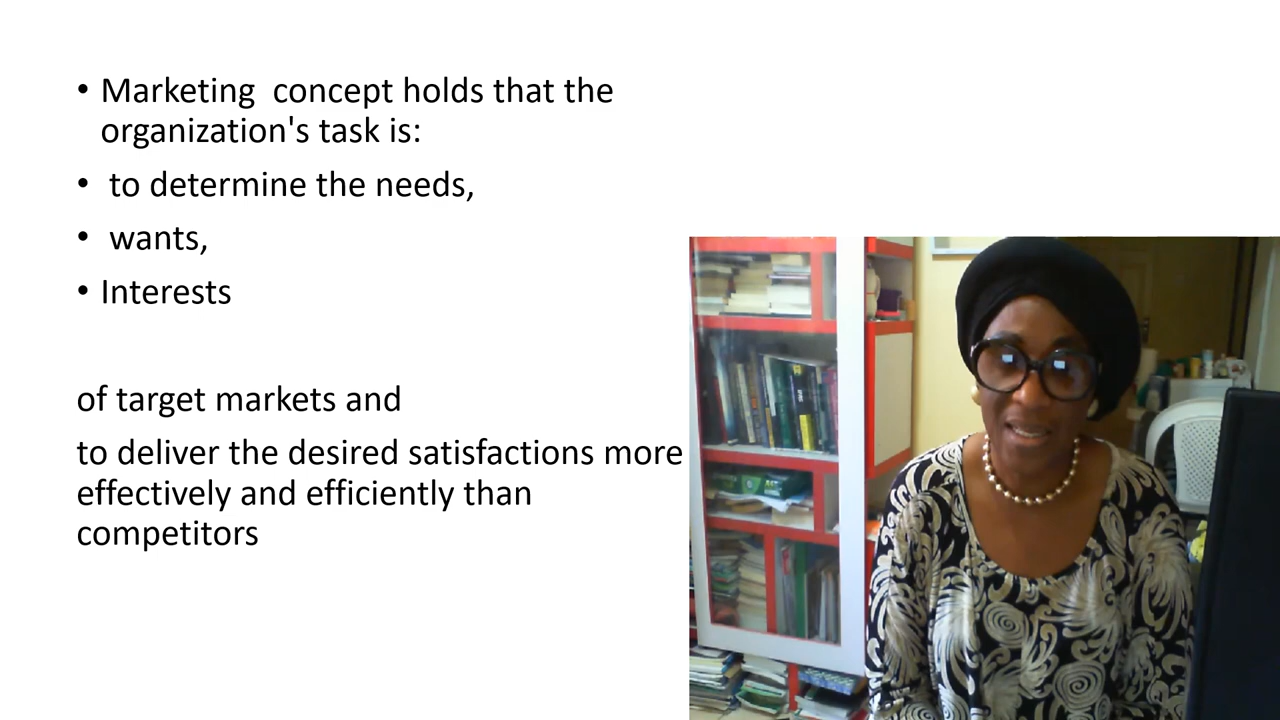 • Marketing  concept holds that the
organization's task is:
•  to determine the needs,
•  wants,
• Interests
of target markets and
to deliver the desired satisfactions more
effectively and efficiently than
competitors